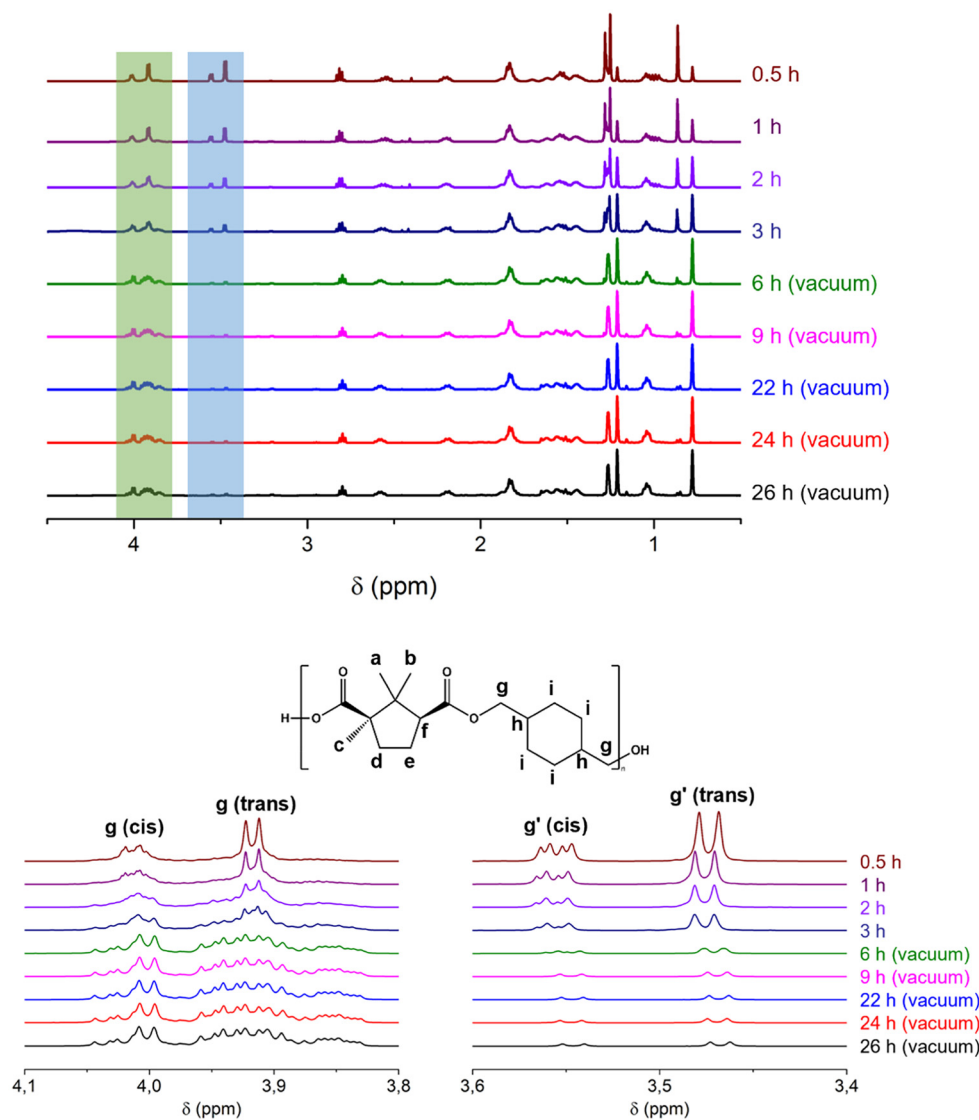 0.5 h
1 h
2 h
3 h
6 h (vacuum)
9 h (vacuum)
22 h (vacuum)
24 h (vacuum)
26 h (vacuum)
4 3 2 1
δ (ppm)
a b
O O
g
i
H O
i
h
O
c f
g
h
OH
d e
i
n
i
g (cis)
g (trans)
g' (cis)
g' (trans)
0.5 h
1 h
2 h
3 h
6 h (vacuum)
9 h (vacuum)
22 h (vacuum)
24 h (vacuum)
26 h (vacuum)
4,1 4,0 3,9 3,8 3,6 3,5 3,4
δ (ppm) δ (ppm)